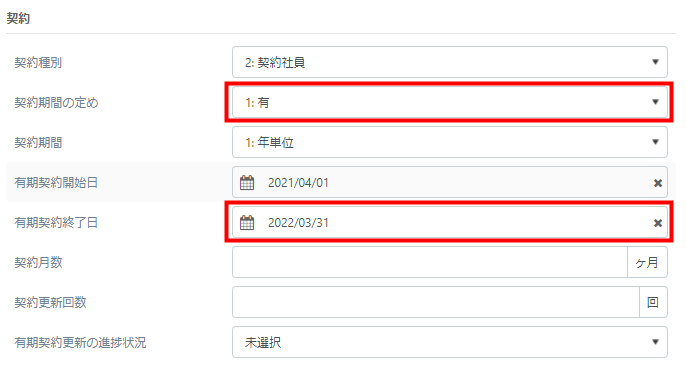 契約
契約種別 2: 契約社員
契約期間の定め 1: 有
契約期間 1: 年単位
有期契約開始日 2021/04/01
有期契約終了日 2022/03/31
契約月数 ヶ月
契約更新回数 回
有期契約更新の進捗状況 未選択